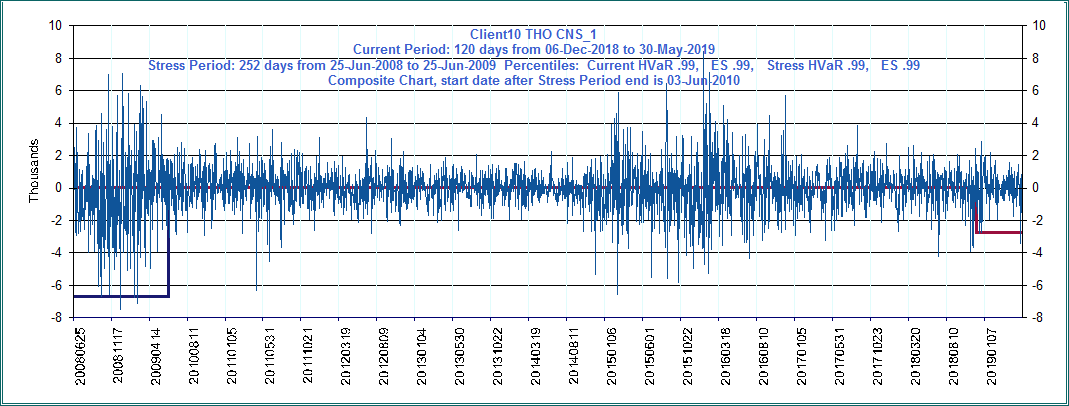 Client10 THO CNS_1
Current Period: 120 days from 06-Dec-2018 to 30-May-2019
Stress Period: 252 days from 25-Jun-2008 to 25-Jun-2009  Percentiles:  Current HVaR .99,    ES .99,    Stress HVaR .99,    ES .99
Composite Chart, start date after Stress Period end is 03-Jun-2010
Thousands
10 10
8 8
6 6
4 4
2 2
0 0
-2 -2
-4 -4
-6 -6
-8 -8
20080625 20081117 20090414 20100811 20110105 20110531 20111021 20120319 20120809 20130104 20130530 20131022 20140319 20140811 20150106 20150601 20151022 20160318 20160810 20170105 20170531 20171023 20180320 20180810 20190107